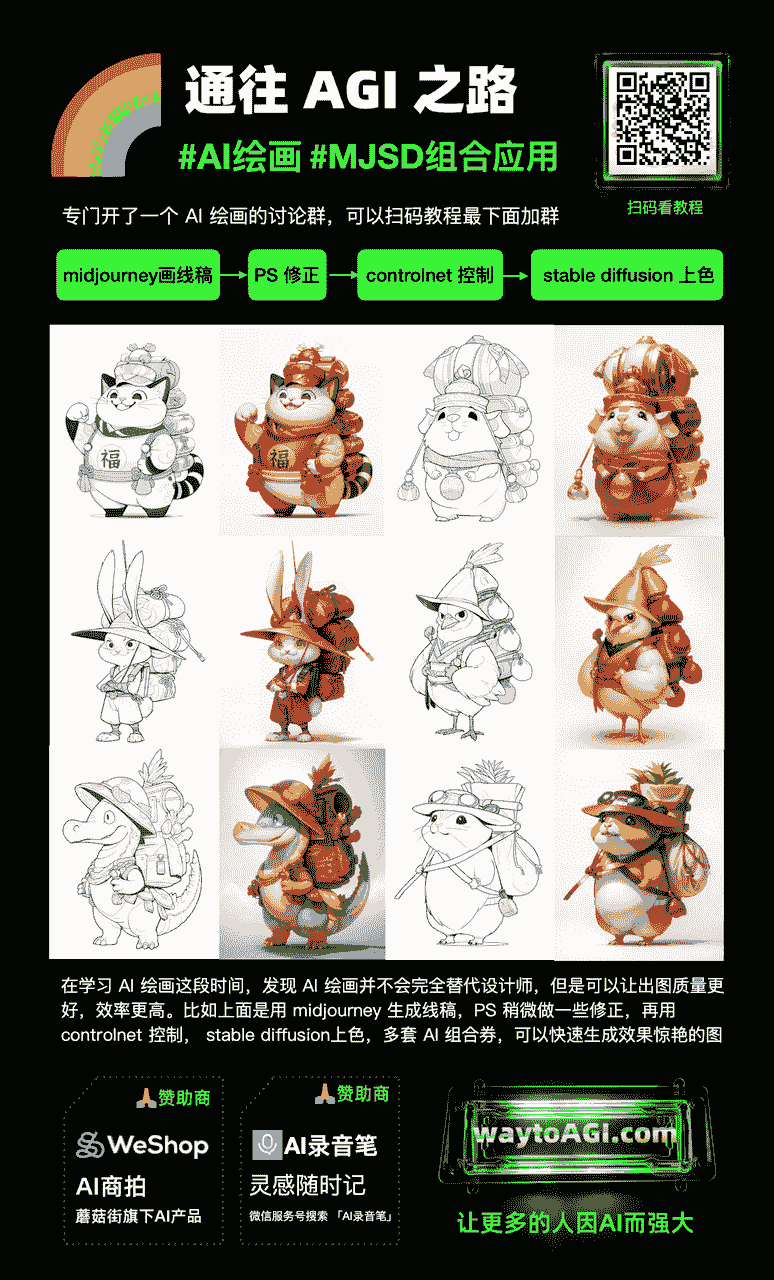 通往 AGI 之路
#AI绘画 #MJSD组合应用
扫码看教程
专门开了一个 AI 绘画的讨论群，可以扫码教程最下面加群
midjourney画线稿
PS 修正
controlnet 控制
stable diffusion 上色
福
福
在学习 AI 绘画这段时间，发现 AI 绘画并不会完全替代设计师，但是可以让出图质量更
好，效率更高。比如上面是用 midjourney 生成线稿，PS 稍微做一些修正，再用
controlnet 控制， stable diffusion上色，多套 AI 组合券，可以快速生成效果惊艳的图
🙏赞助商
WeShop
AI商拍
蘑菇街旗下AI产品
🙏赞助商
AI录音笔
灵感随时记
微信服务号搜索 「AI录音笔」
waytoAGI.com
让更多的人因AI而强大